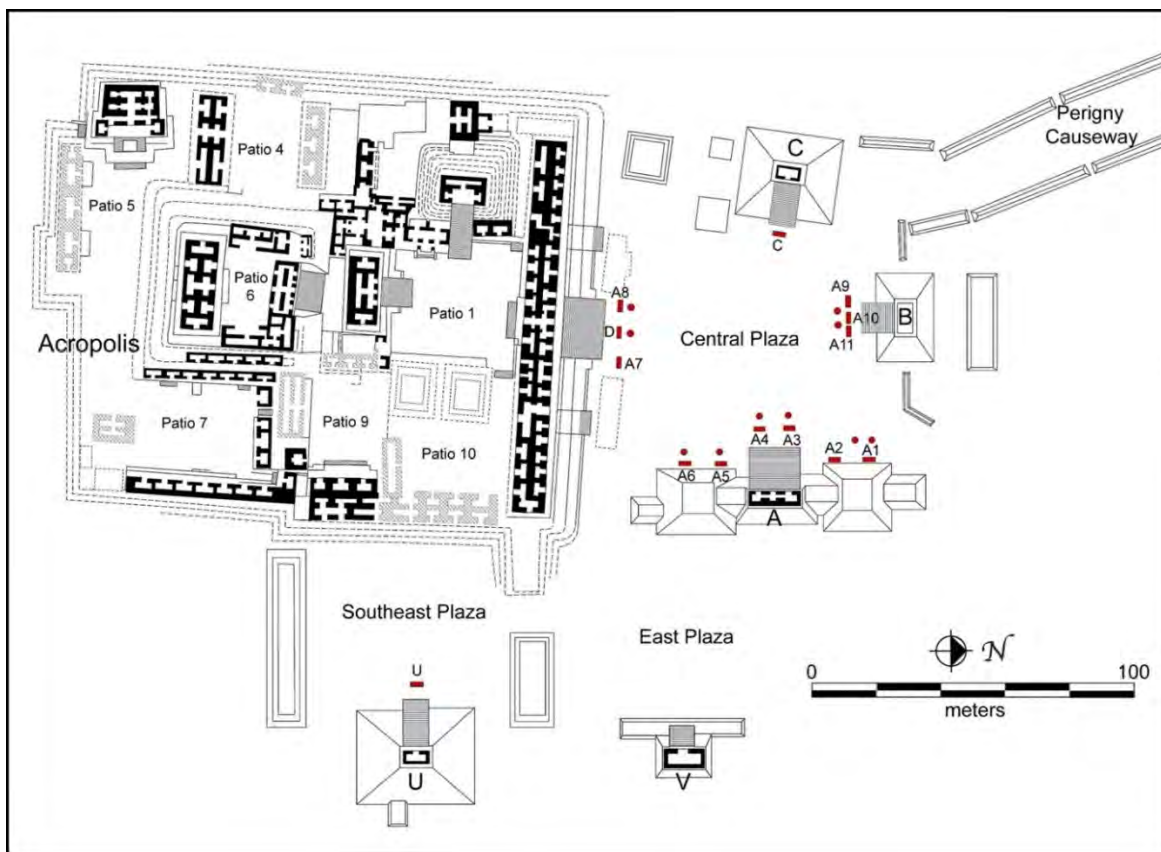 Perigny
Causeway
C
Patio 4
Patio 5
C
Patio
6
Patio 1
A8
A9
D
A10
B
Central Plaza
Acropolis
A11
A7
Patio 7
Patio 9
Patio 10
A4
A3
A2
A1
A6
A5
A
Southeast Plaza
East Plaza
N
U
0
100
meters
U
V